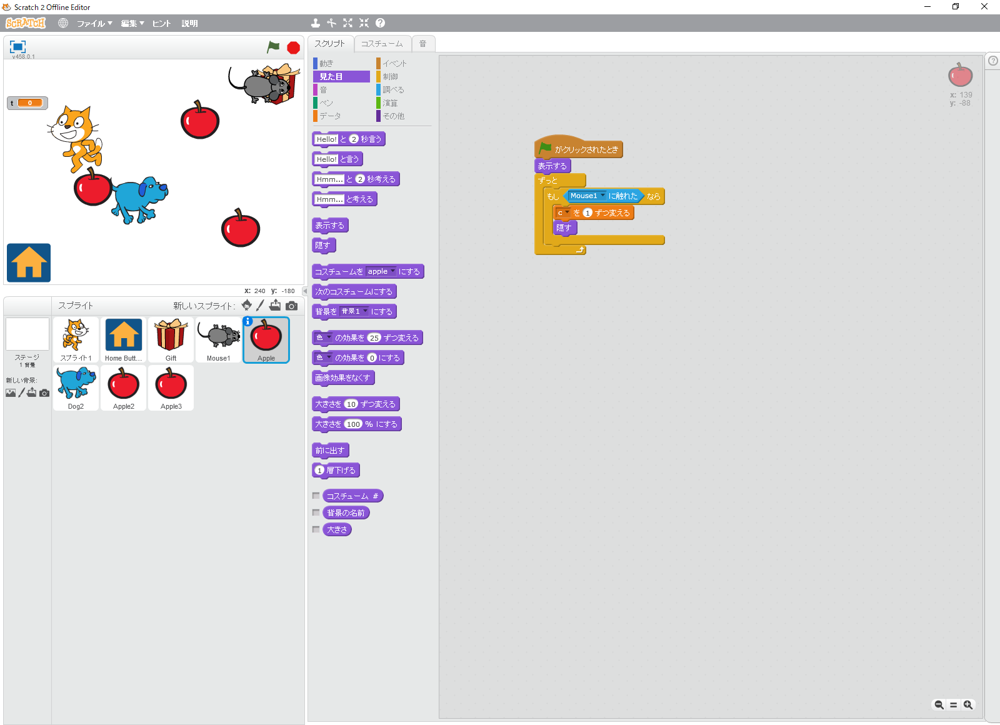 Scratch 2 Offline Editor
SCRATCH ファイル▼ 編集▼ ヒント 説明
v458.0.1
t 0
x: 240 y: -180
スプライト 新しいスプライト:
ステージ
1 背景
新しい背景:
スプライト1 Home Butt... Gift Mouse1 Apple
Dog2 Apple2 Apple3
スクリプト コスチューム 音
動き イベント
見た目 制御
音 調べる
ペン 演算
データ その他
Hello! と 2 秒言う
Hello! と言う
Hmm... と 2 秒考える
Hmm... と考える
表示する
隠す
コスチュームを apple▼ にする
次のコスチュームにする
背景を 背景1▼ にする
色▼ の効果を 25 ずつ変える
色▼ の効果を 0 にする
画像効果をなくす
大きさを 10 ずつ変える
大きさを 100 % にする
前に出す
1 層下げる
コスチューム #
背景の名前
大きさ
がクリックされたとき
表示する
ずっと
もし Mouse1▼ に触れた なら
c▼ を 1 ずつ変える
隠す
x: 139
y: -88